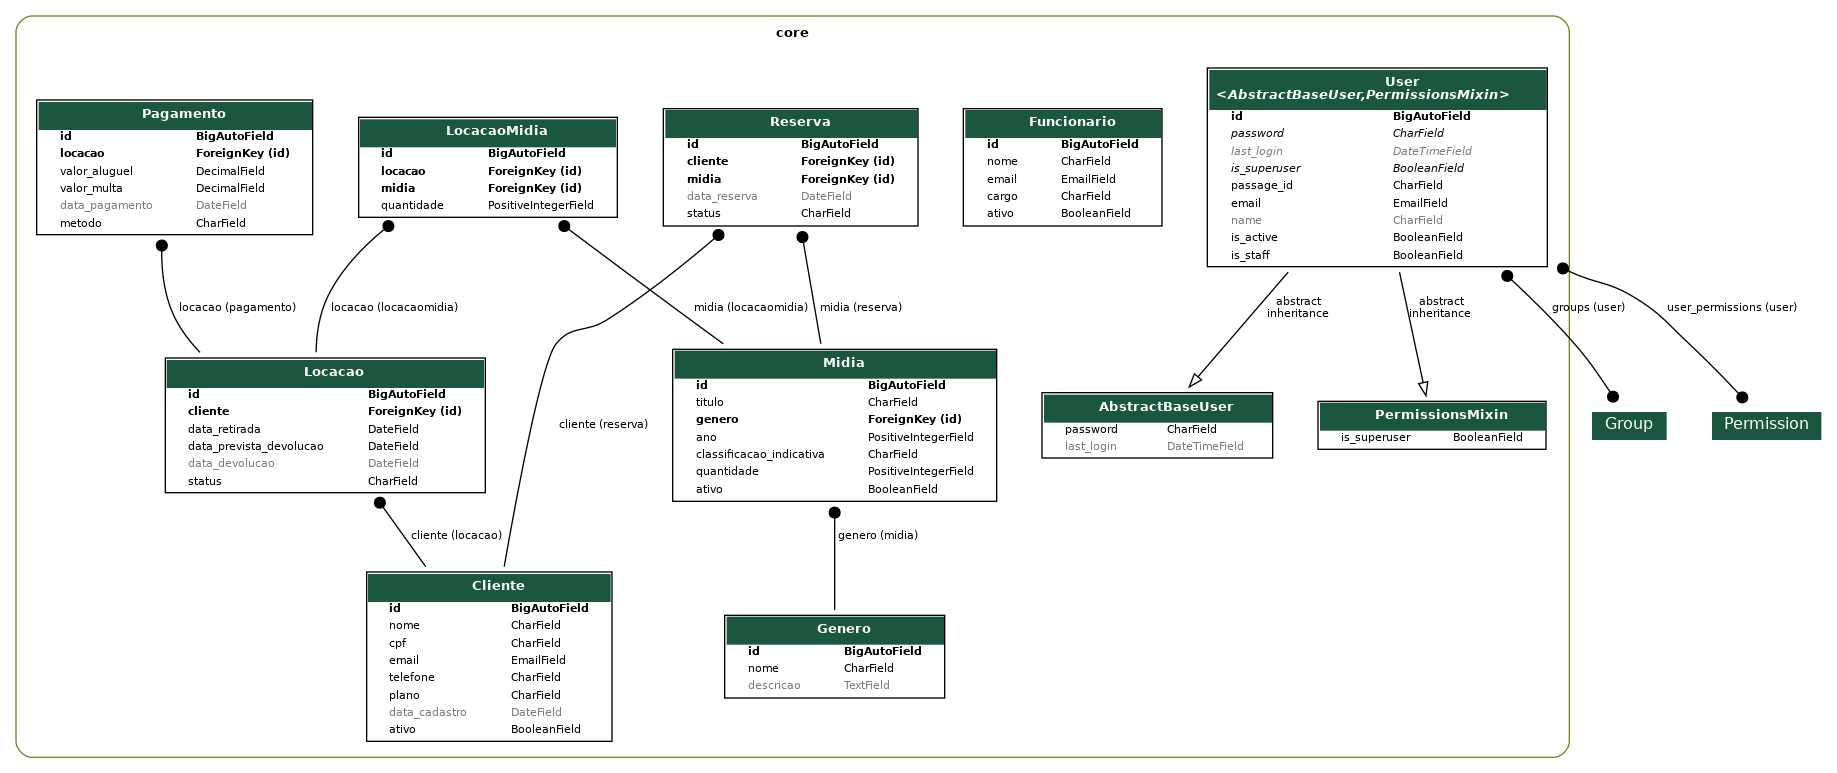 core
Pagamento
id BigAutoField
locacao ForeignKey (id)
valor_aluguel DecimalField
valor_multa DecimalField
data_pagamento DateField
metodo CharField
LocacaoMidia
id BigAutoField
locacao ForeignKey (id)
midia ForeignKey (id)
quantidade PositiveIntegerField
Reserva
id BigAutoField
cliente ForeignKey (id)
midia ForeignKey (id)
data_reserva DateField
status CharField
Funcionario
id BigAutoField
nome CharField
email EmailField
cargo CharField
ativo BooleanField
User
<AbstractBaseUser,PermissionsMixin>
id BigAutoField
password CharField
last_login DateTimeField
is_superuser BooleanField
passage_id CharField
email EmailField
name CharField
is_active BooleanField
is_staff BooleanField
locacao (pagamento)
locacao (locacaomidia)
midia (locacaomidia)
midia (reserva)
abstract
inheritance
abstract
inheritance
groups (user)
user_permissions (user)
Locacao
id BigAutoField
cliente ForeignKey (id)
data_retirada DateField
data_prevista_devolucao DateField
data_devolucao DateField
status CharField
cliente (reserva)
Midia
id BigAutoField
titulo CharField
genero ForeignKey (id)
ano PositiveIntegerField
classificacao_indicativa CharField
quantidade PositiveIntegerField
ativo BooleanField
AbstractBaseUser
password CharField
last_login DateTimeField
PermissionsMixin
is_superuser BooleanField
Group
Permission
cliente (locacao)
genero (midia)
Cliente
id BigAutoField
nome CharField
cpf CharField
email EmailField
telefone CharField
plano CharField
data_cadastro DateField
ativo BooleanField
Genero
id BigAutoField
nome CharField
descricao TextField